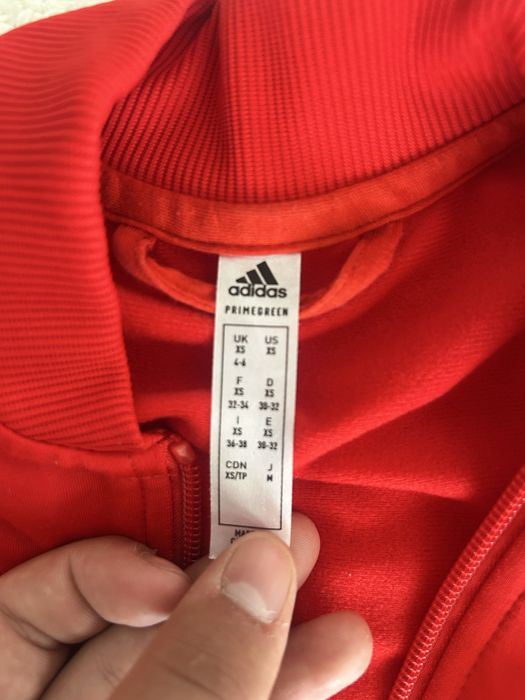 adidas
PRIMEGREEN
UK US
XS XS
4-6
F D
XS XS
32-34 30-32
I E
XS XS
36-38 30-32
CDN J
XS/TP M